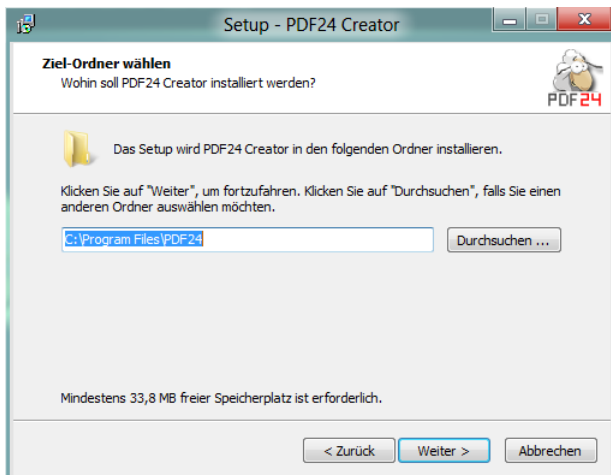 Setup - PDF24 Creator
Ziel-Ordner wählen
Wohin soll PDF24 Creator installiert werden?
PDF24
Das Setup wird PDF24 Creator in den folgenden Ordner installieren.
Klicken Sie auf "Weiter", um fortzufahren. Klicken Sie auf "Durchsuchen", falls Sie einen
anderen Ordner auswählen möchten.
C:\Program Files\PDF24
Durchsuchen ...
Mindestens 33,8 MB freier Speicherplatz ist erforderlich.
< Zurück
Weiter >
Abbrechen